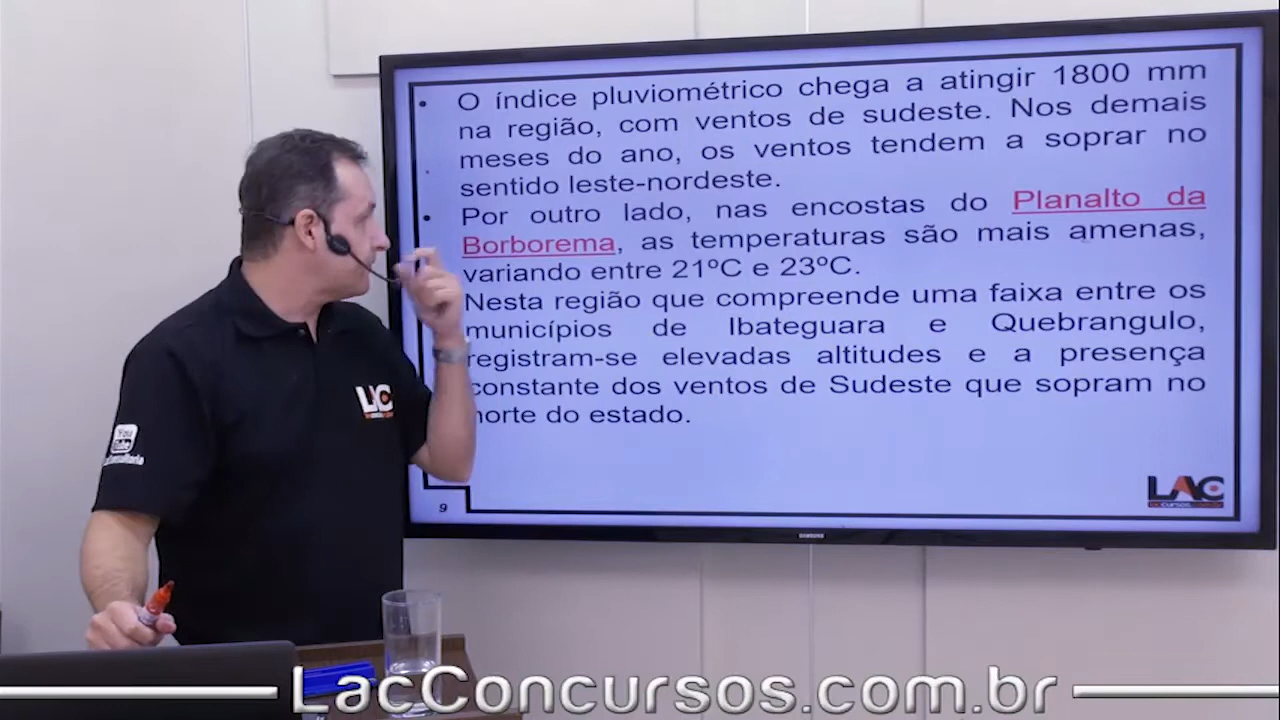 • O índice pluviométrico chega a atingir 1800 mm
na região, com ventos de sudeste. Nos demais
meses do ano, os ventos tendem a soprar no
sentido leste-nordeste.
• Por outro lado, nas encostas do Planalto da
Borborema, as temperaturas são mais amenas,
variando entre 21ºC e 23ºC.
Nesta região que compreende uma faixa entre os
municípios de Ibateguara e Quebrangulo,
registram-se elevadas altitudes e a presença
constante dos ventos de Sudeste que sopram no
norte do estado.
9
LAC
SAMSUNG
LAC
You
Tube
LacConcursos.com.br